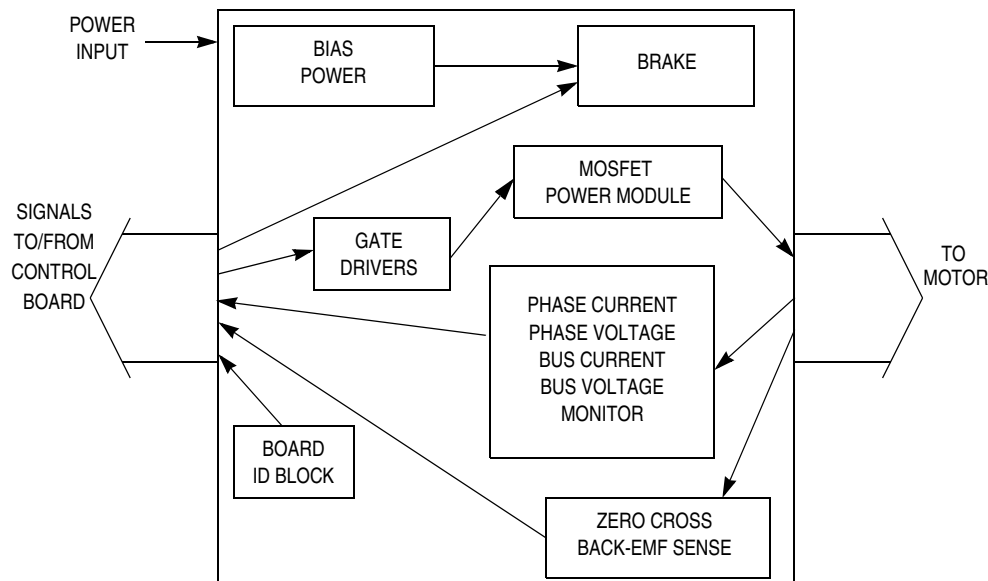 POWER
INPUT
BIAS
POWER
BRAKE
MOSFET
POWER MODULE
SIGNALS
TO/FROM
CONTROL
BOARD
GATE
DRIVERS
TO
MOTOR
PHASE CURRENT
PHASE VOLTAGE
BUS CURRENT
BUS VOLTAGE
MONITOR
BOARD
ID BLOCK
ZERO CROSS
BACK-EMF SENSE